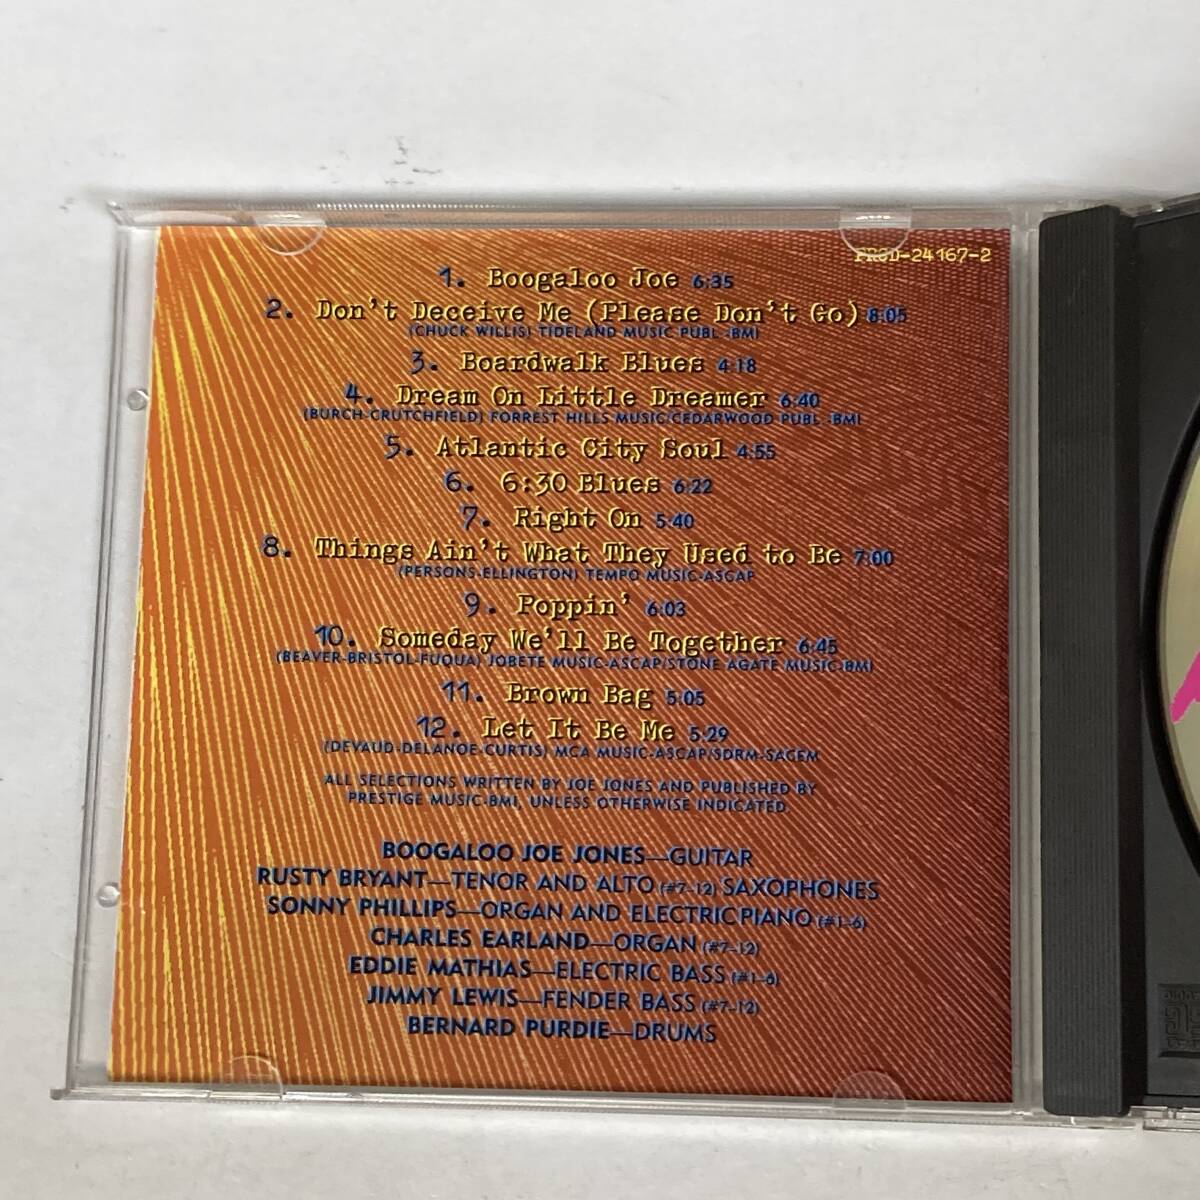 PRCD-24167-2
1. Boogaloo Joe 6:35
2. Don't Deceive Me (Please Don't Go) 8:05
(CHUCK WILLIS) TIDELAND MUSIC PUBL.-BMI
3. Boardwalk Blues 4:18
4. Dream On Little Dreamer 6:40
(BURCH-CRUTCHFIELD) FORREST HILLS MUSIC/CEDARWOOD PUBL.-BMI
5. Atlantic City Soul 4:55
6. 6:30 Blues 6:22
7. Right On 5:40
8. Things Ain't What They Used to Be 7:00
(PERSONS-ELLINGTON) TEMPO MUSIC-ASCAP
9. Poppin' 6:03
10. Someday We'll Be Together 6:45
(BEAVER-BRISTOL-FUQUA) JOBETE MUSIC-ASCAP/STONE AGATE MUSIC-BMI
11. Brown Bag 5:05
12. Let It Be Me 5:29
(DEVAUD-DELANOE-CURTIS) MCA MUSIC-ASCAP/SDRM-SACEM
ALL SELECTIONS WRITTEN BY JOE JONES AND PUBLISHED BY
PRESTIGE MUSIC-BMI, UNLESS OTHERWISE INDICATED
BOOGALOO JOE JONES—GUITAR
RUSTY BRYANT—TENOR AND ALTO (#7-12) SAXOPHONES
SONNY PHILLIPS—ORGAN AND ELECTRIC PIANO (#1-6)
CHARLES EARLAND—ORGAN (#7-12)
EDDIE MATHIAS—ELECTRIC BASS (#1-6)
JIMMY LEWIS—FENDER BASS (#7-12)
BERNARD PURDIE—DRUMS